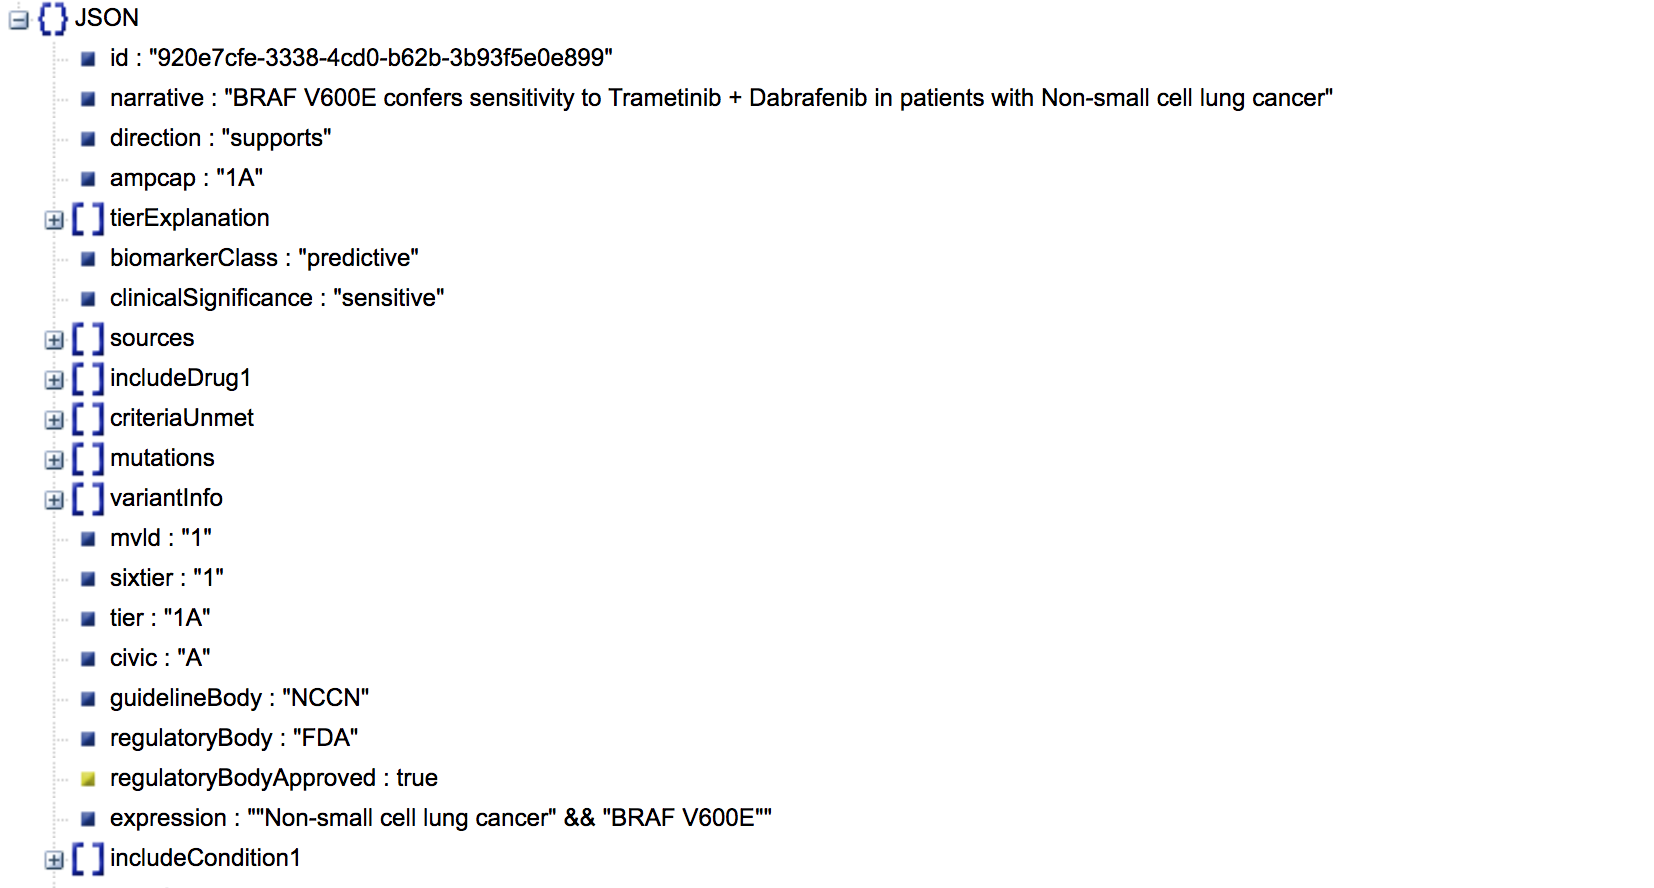 JSON
id : "920e7cfe-3338-4cd0-b62b-3b93f5e0e899"
narrative : "BRAF V600E confers sensitivity to Trametinib + Dabrafenib in patients with Non-small cell lung cancer"
direction : "supports"
ampcap : "1A"
tierExplanation
biomarkerClass : "predictive"
clinicalSignificance : "sensitive"
sources
includeDrug1
criteriaUnmet
mutations
variantInfo
mvld : "1"
sixtier : "1"
tier : "1A"
civic : "A"
guidelineBody : "NCCN"
regulatoryBody : "FDA"
regulatoryBodyApproved : true
expression : ""Non-small cell lung cancer" && "BRAF V600E""
includeCondition1